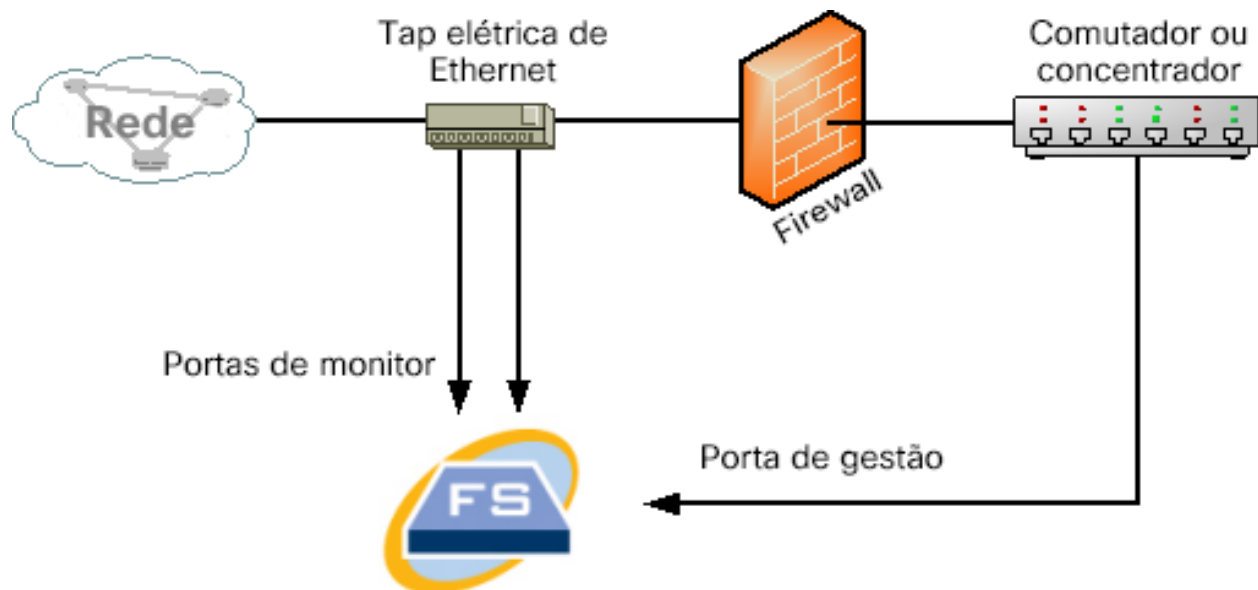 Tap elétrica de
Ethernet
Comutador ou
concentrador
Rede
Firewall
Portas de monitor
Porta de gestão
FS